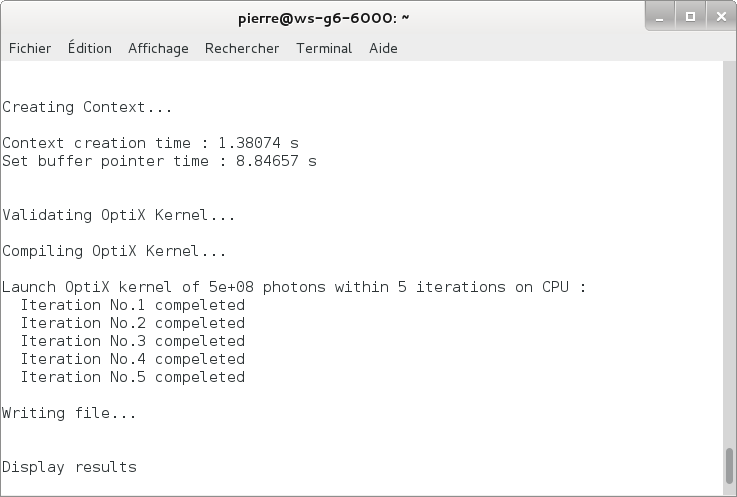 pierre@ws-g6-6000: ~
Fichier Édition Affichage Rechercher Terminal Aide
Creating Context...
Context creation time : 1.38074 s
Set buffer pointer time : 8.84657 s
Validating OptiX Kernel...
Compiling OptiX Kernel...
Launch OptiX kernel of 5e+08 photons within 5 iterations on CPU :
Iteration No.1 compeleted
Iteration No.2 compeleted
Iteration No.3 compeleted
Iteration No.4 compeleted
Iteration No.5 compeleted
Writing file...
Display results